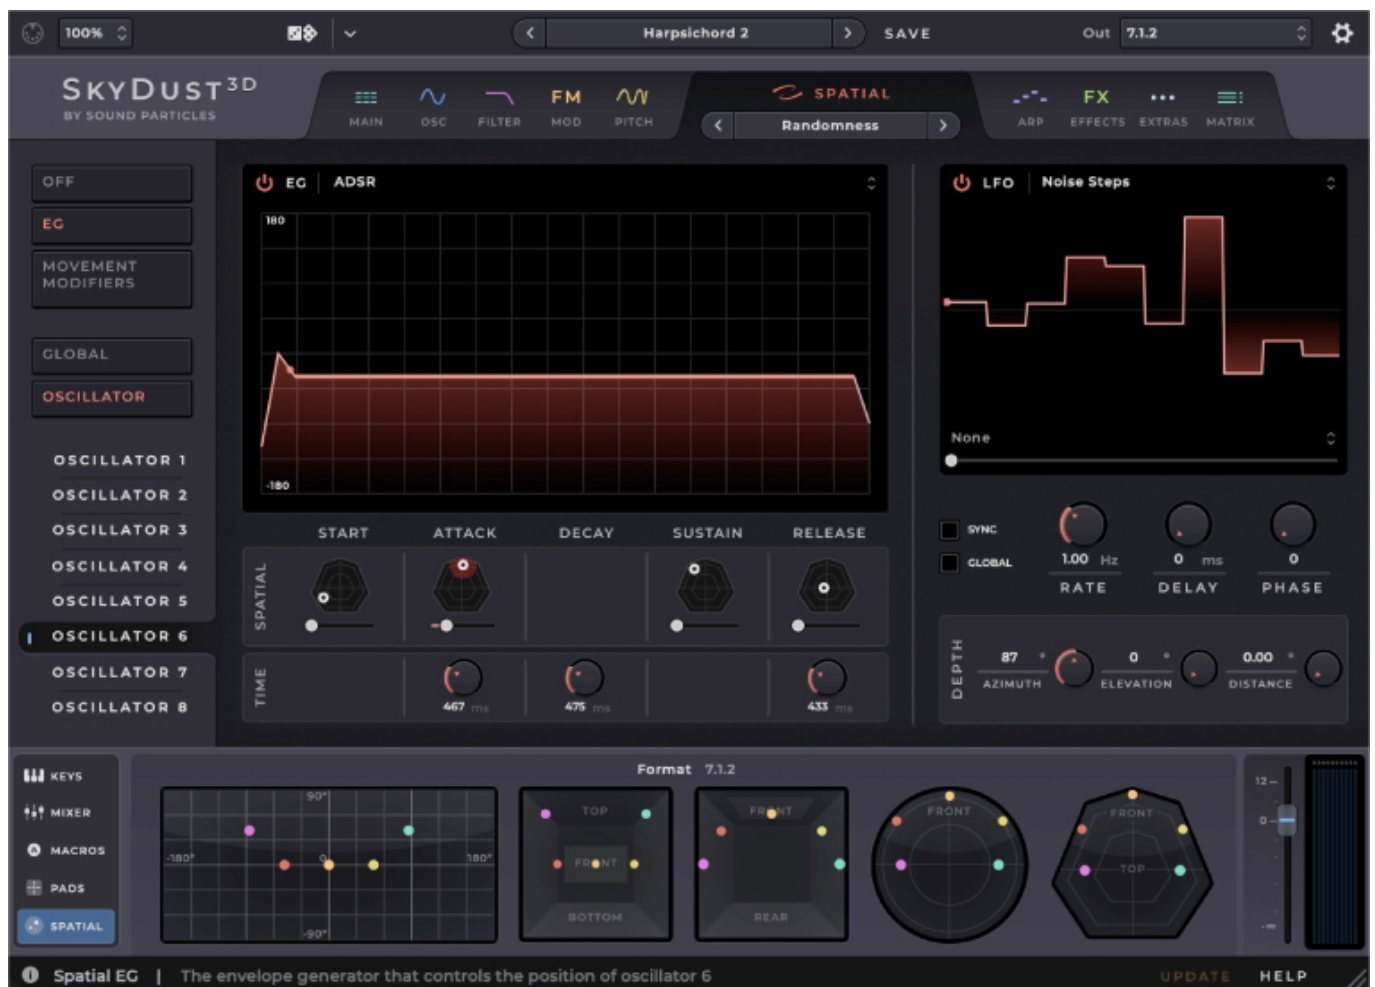 100%
Harpsichord 2
SAVE
Out 7.1.2
SKYDUST3D
BY SOUND PARTICLES
MAIN
OSC
FILTER
FM
MOD
PITCH
SPATIAL
Randomness
ARP
FX
EFFECTS
EXTRAS
MATRIX
OFF
EG
MOVEMENT
MODIFIERS
GLOBAL
OSCILLATOR
OSCILLATOR 1
OSCILLATOR 2
OSCILLATOR 3
OSCILLATOR 4
OSCILLATOR 5
OSCILLATOR 6
OSCILLATOR 7
OSCILLATOR 8
EG ADSR
180
-180
START ATTACK DECAY SUSTAIN RELEASE
SPATIAL
TIME
467 ms
475 ms
433 ms
LFO Noise Steps
None
SYNC
GLOBAL
1.00 Hz
RATE
0 ms
DELAY
0
PHASE
DEPTH
87 °
AZIMUTH
0 °
ELEVATION
0.00 °
DISTANCE
KEYS
MIXER
A MACROS
PADS
SPATIAL
Format 7.1.2
90°
-180° 0 180°
-90°
TOP
FRONT
BOTTOM
FRONT
REAR
FRONT
FRONT
TOP
12
0
-∞
Spatial EG | The envelope generator that controls the position of oscillator 6
UPDATE
HELP